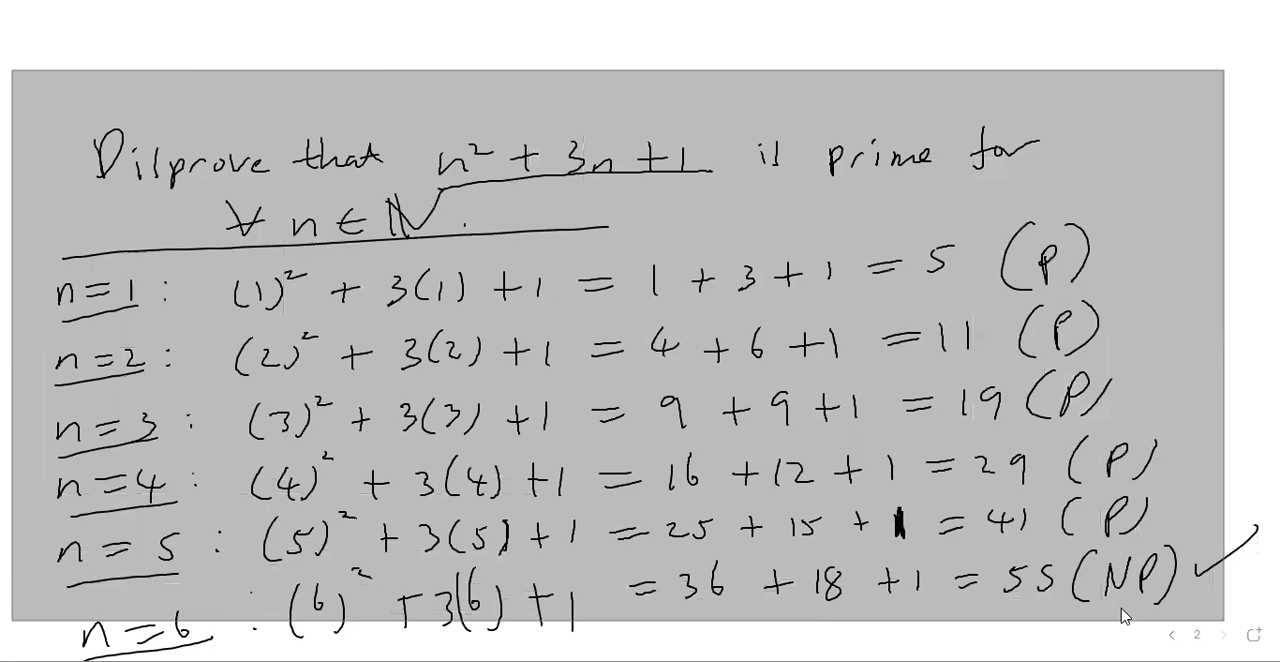 Disprove that n² + 3n + 1 is prime for
∀ n ∈ ℕ.
n = 1 : (1)² + 3(1) + 1 = 1 + 3 + 1 = 5 (P)
n = 2 : (2)² + 3(2) + 1 = 4 + 6 + 1 = 11 (P)
n = 3 : (3)² + 3(3) + 1 = 9 + 9 + 1 = 19 (P)
n = 4 : (4)² + 3(4) + 1 = 16 + 12 + 1 = 29 (P)
n = 5 : (5)² + 3(5) + 1 = 25 + 15 + 1 = 41 (P)
n = 6 : (6)² + 3(6) + 1 = 36 + 18 + 1 = 55 (NP) ✓
2